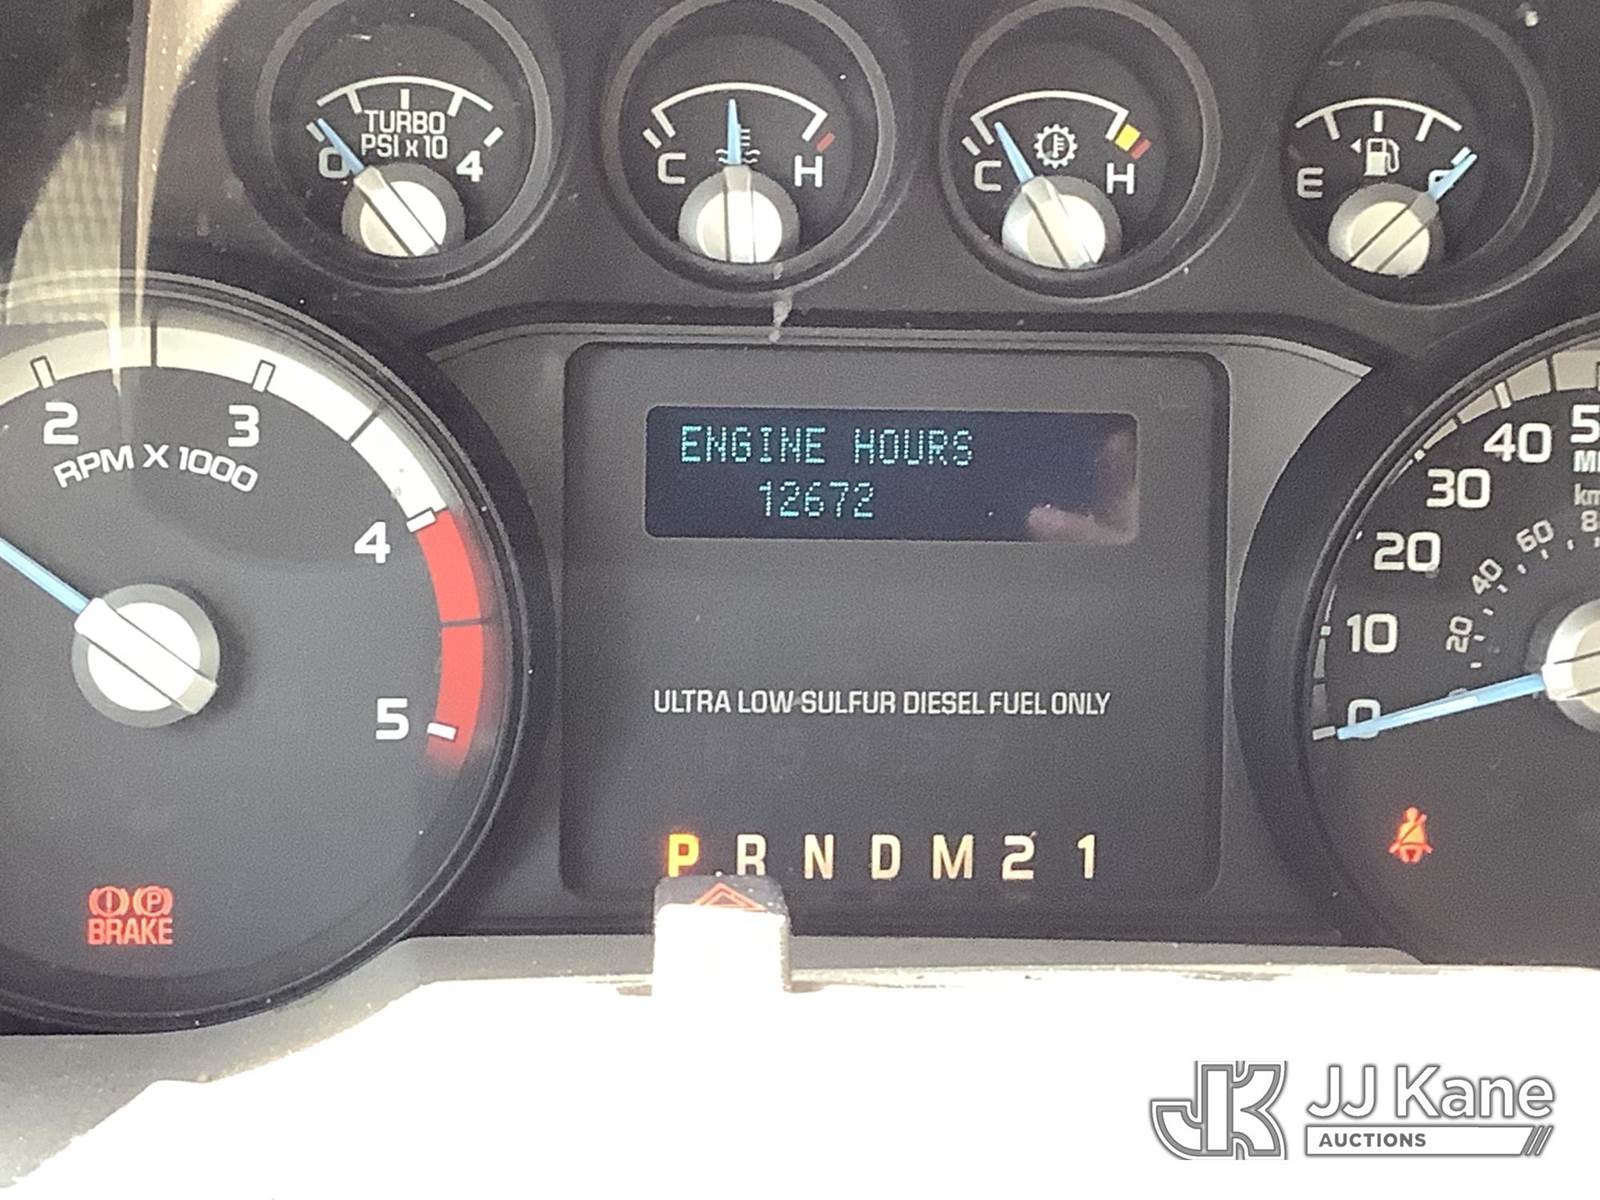 TURBO
PSI x 10
0 4
C H
C H
E F
2 3 4 5
RPM X 1000
ENGINE HOURS
12672
ULTRA LOW SULFUR DIESEL FUEL ONLY
P R N D M 2 1
BRAKE
P
0 10 20 30 40
20 40 60
JJ Kane
AUCTIONS